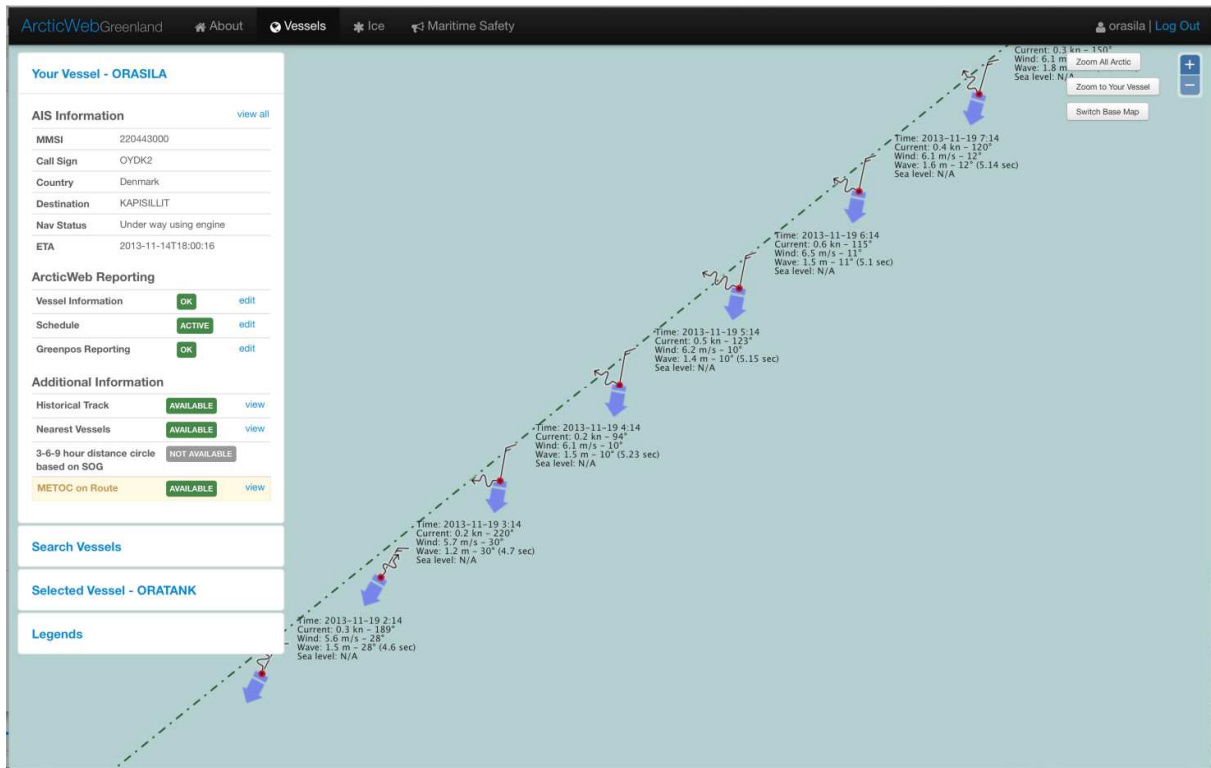 ArcticWebGreenland About Vessels Ice Maritime Safety orasila | Log Out
Your Vessel - ORASILA
AIS Information view all
MMSI 220443000
Call Sign OYDK2
Country Denmark
Destination KAPISILLIT
Nav Status Under way using engine
ETA 2013-11-14T18:00:16
ArcticWeb Reporting
Vessel Information OK edit
Schedule ACTIVE edit
Greenpos Reporting OK edit
Additional Information
Historical Track AVAILABLE view
Nearest Vessels AVAILABLE view
3-6-9 hour distance circle NOT AVAILABLE
based on SOG
METOC on Route AVAILABLE view
Search Vessels
Selected Vessel - ORATANK
Legends
Current: 0.3 kn - 150°
Wind: 6.1 m
Wave: 1.8 m
Sea level: N/A
Zoom All Arctic
Zoom to Your Vessel
Switch Base Map
+
−
Time: 2013-11-19 7:14
Current: 0.4 kn - 120°
Wind: 6.1 m/s - 12°
Wave: 1.6 m - 12° (5.14 sec)
Sea level: N/A
Time: 2013-11-19 6:14
Current: 0.6 kn - 115°
Wind: 6.5 m/s - 11°
Wave: 1.5 m - 11° (5.1 sec)
Sea level: N/A
Time: 2013-11-19 5:14
Current: 0.5 kn - 123°
Wind: 6.2 m/s - 10°
Wave: 1.4 m - 10° (5.15 sec)
Sea level: N/A
Time: 2013-11-19 4:14
Current: 0.2 kn - 94°
Wind: 6.1 m/s - 10°
Wave: 1.5 m - 10° (5.23 sec)
Sea level: N/A
Time: 2013-11-19 3:14
Current: 0.2 kn - 220°
Wind: 5.7 m/s - 30°
Wave: 1.2 m - 30° (4.7 sec)
Sea level: N/A
Time: 2013-11-19 2:14
Current: 0.3 kn - 189°
Wind: 5.6 m/s - 28°
Wave: 1.5 m - 28° (4.6 sec)
Sea level: N/A